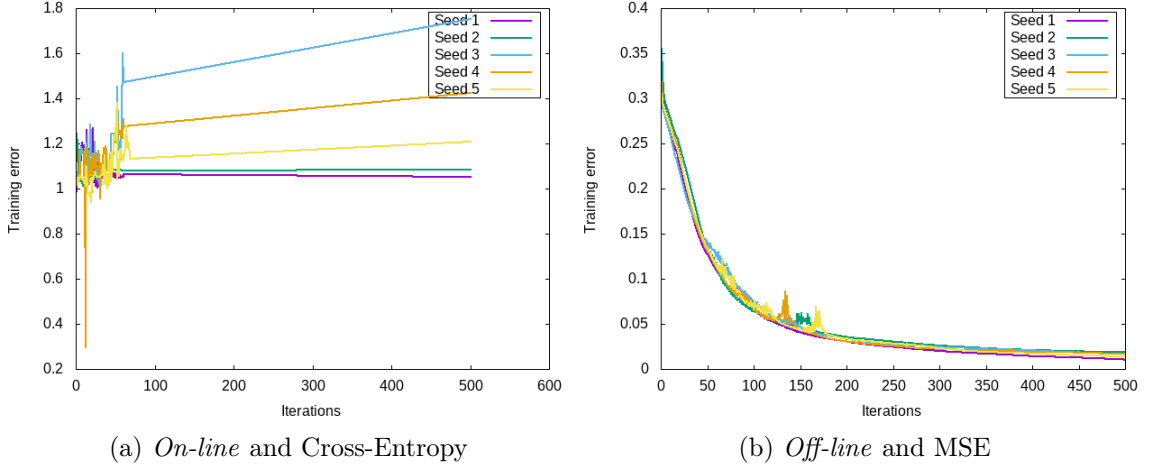 1.8
1.6
1.4
1.2
1
0.8
0.6
0.4
0.2
0
100
200
300
400
500
600
Training error
Iterations
Seed 1
Seed 2
Seed 3
Seed 4
Seed 5
(a) On-line and Cross-Entropy
0.4
0.35
0.3
0.25
0.2
0.15
0.1
0.05
0
0
50
100
150
200
250
300
350
400
450
500
Training error
Iterations
Seed 1
Seed 2
Seed 3
Seed 4
Seed 5
(b) Off-line and MSE